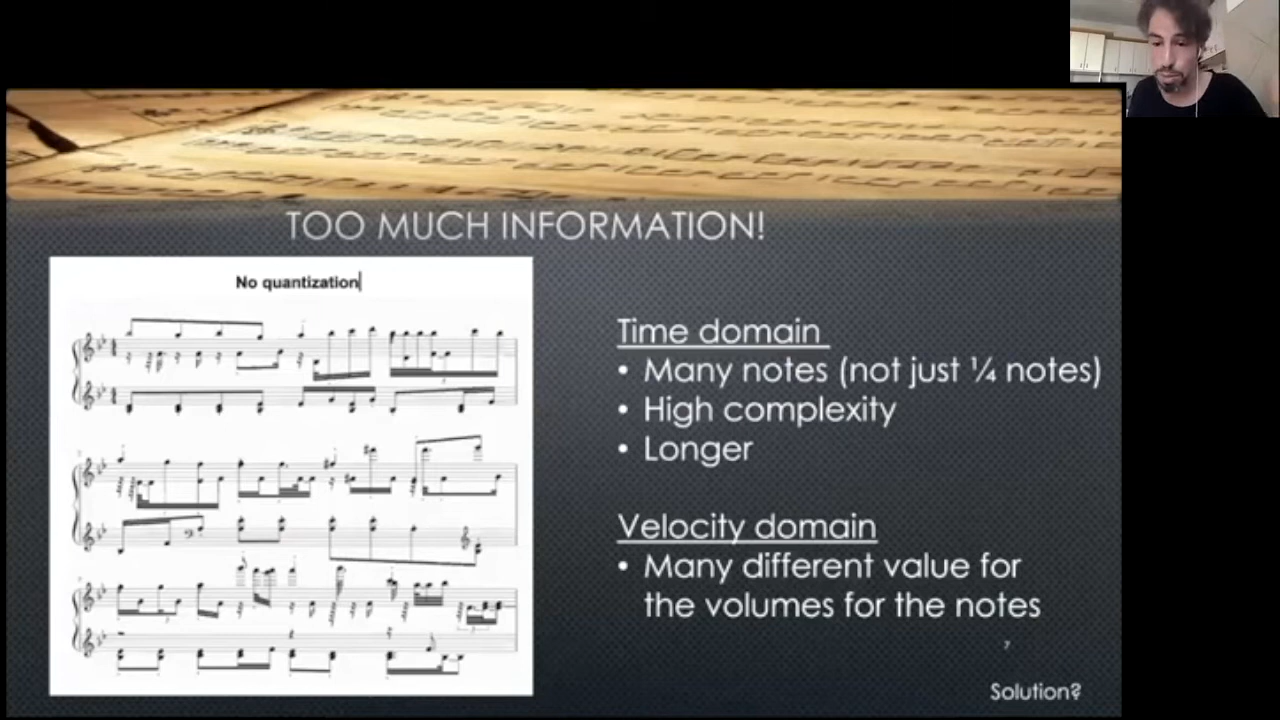 TOO MUCH INFORMATION!
No quantization
Time domain
• Many notes (not just ¼ notes)
• High complexity
• Longer
Velocity domain
• Many different value for
the volumes for the notes
7
Solution?